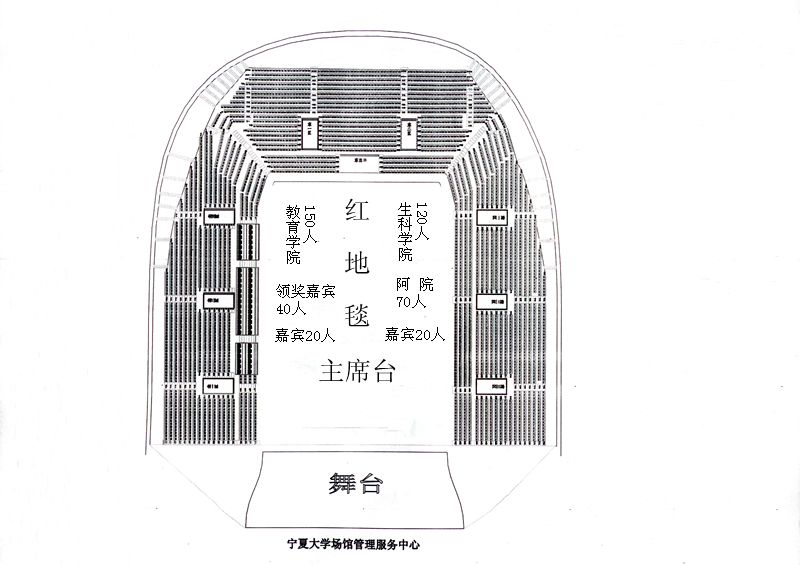 教育学院
150人
红地毯
生科学院
120人
领奖嘉宾
40人
阿 院
70人
嘉宾20人
嘉宾20人
主席台
舞台
宁夏大学场馆管理服务中心